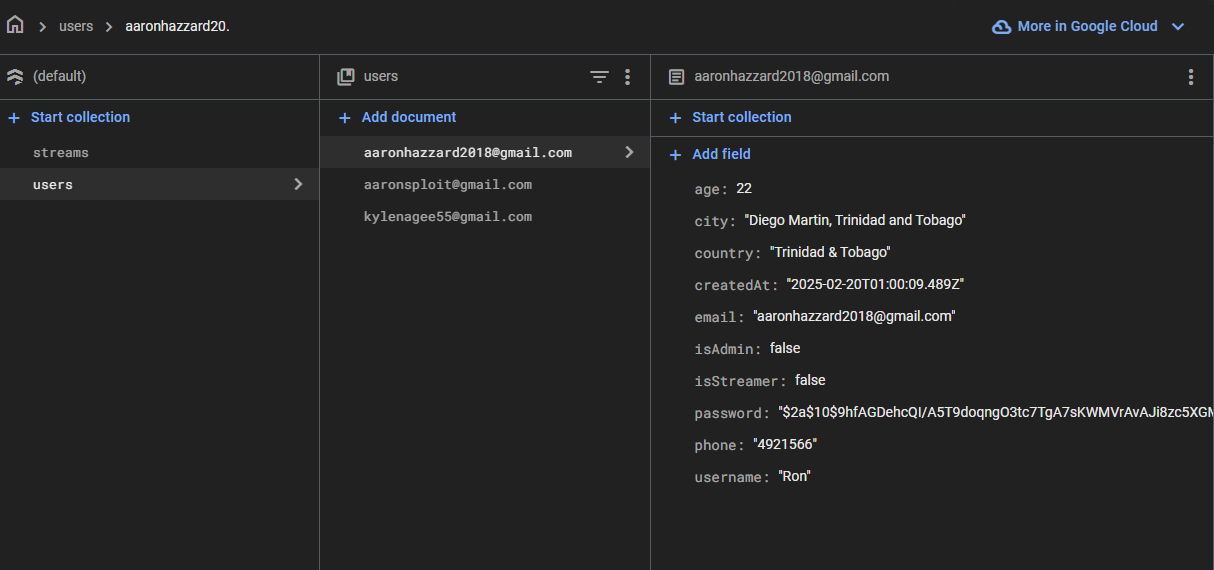 users aaronhazzard20.
More in Google Cloud
(default)
users
aaronhazzard2018@gmail.com
+ Start collection
+ Add document
+ Start collection
streams
users
aaronhazzard2018@gmail.com
aaronsploit@gmail.com
kylenagee55@gmail.com
+ Add field
age: 22
city: "Diego Martin, Trinidad and Tobago"
country: "Trinidad & Tobago"
createdAt: "2025-02-20T01:00:09.489Z"
email: "aaronhazzard2018@gmail.com"
isAdmin: false
isStreamer: false
password: "$2a$10$9hfAGDehcQI/A5T9doqngO3tc7TgA7sKWMVrAvAJi8zc5XGM
phone: "4921566"
username: "Ron"